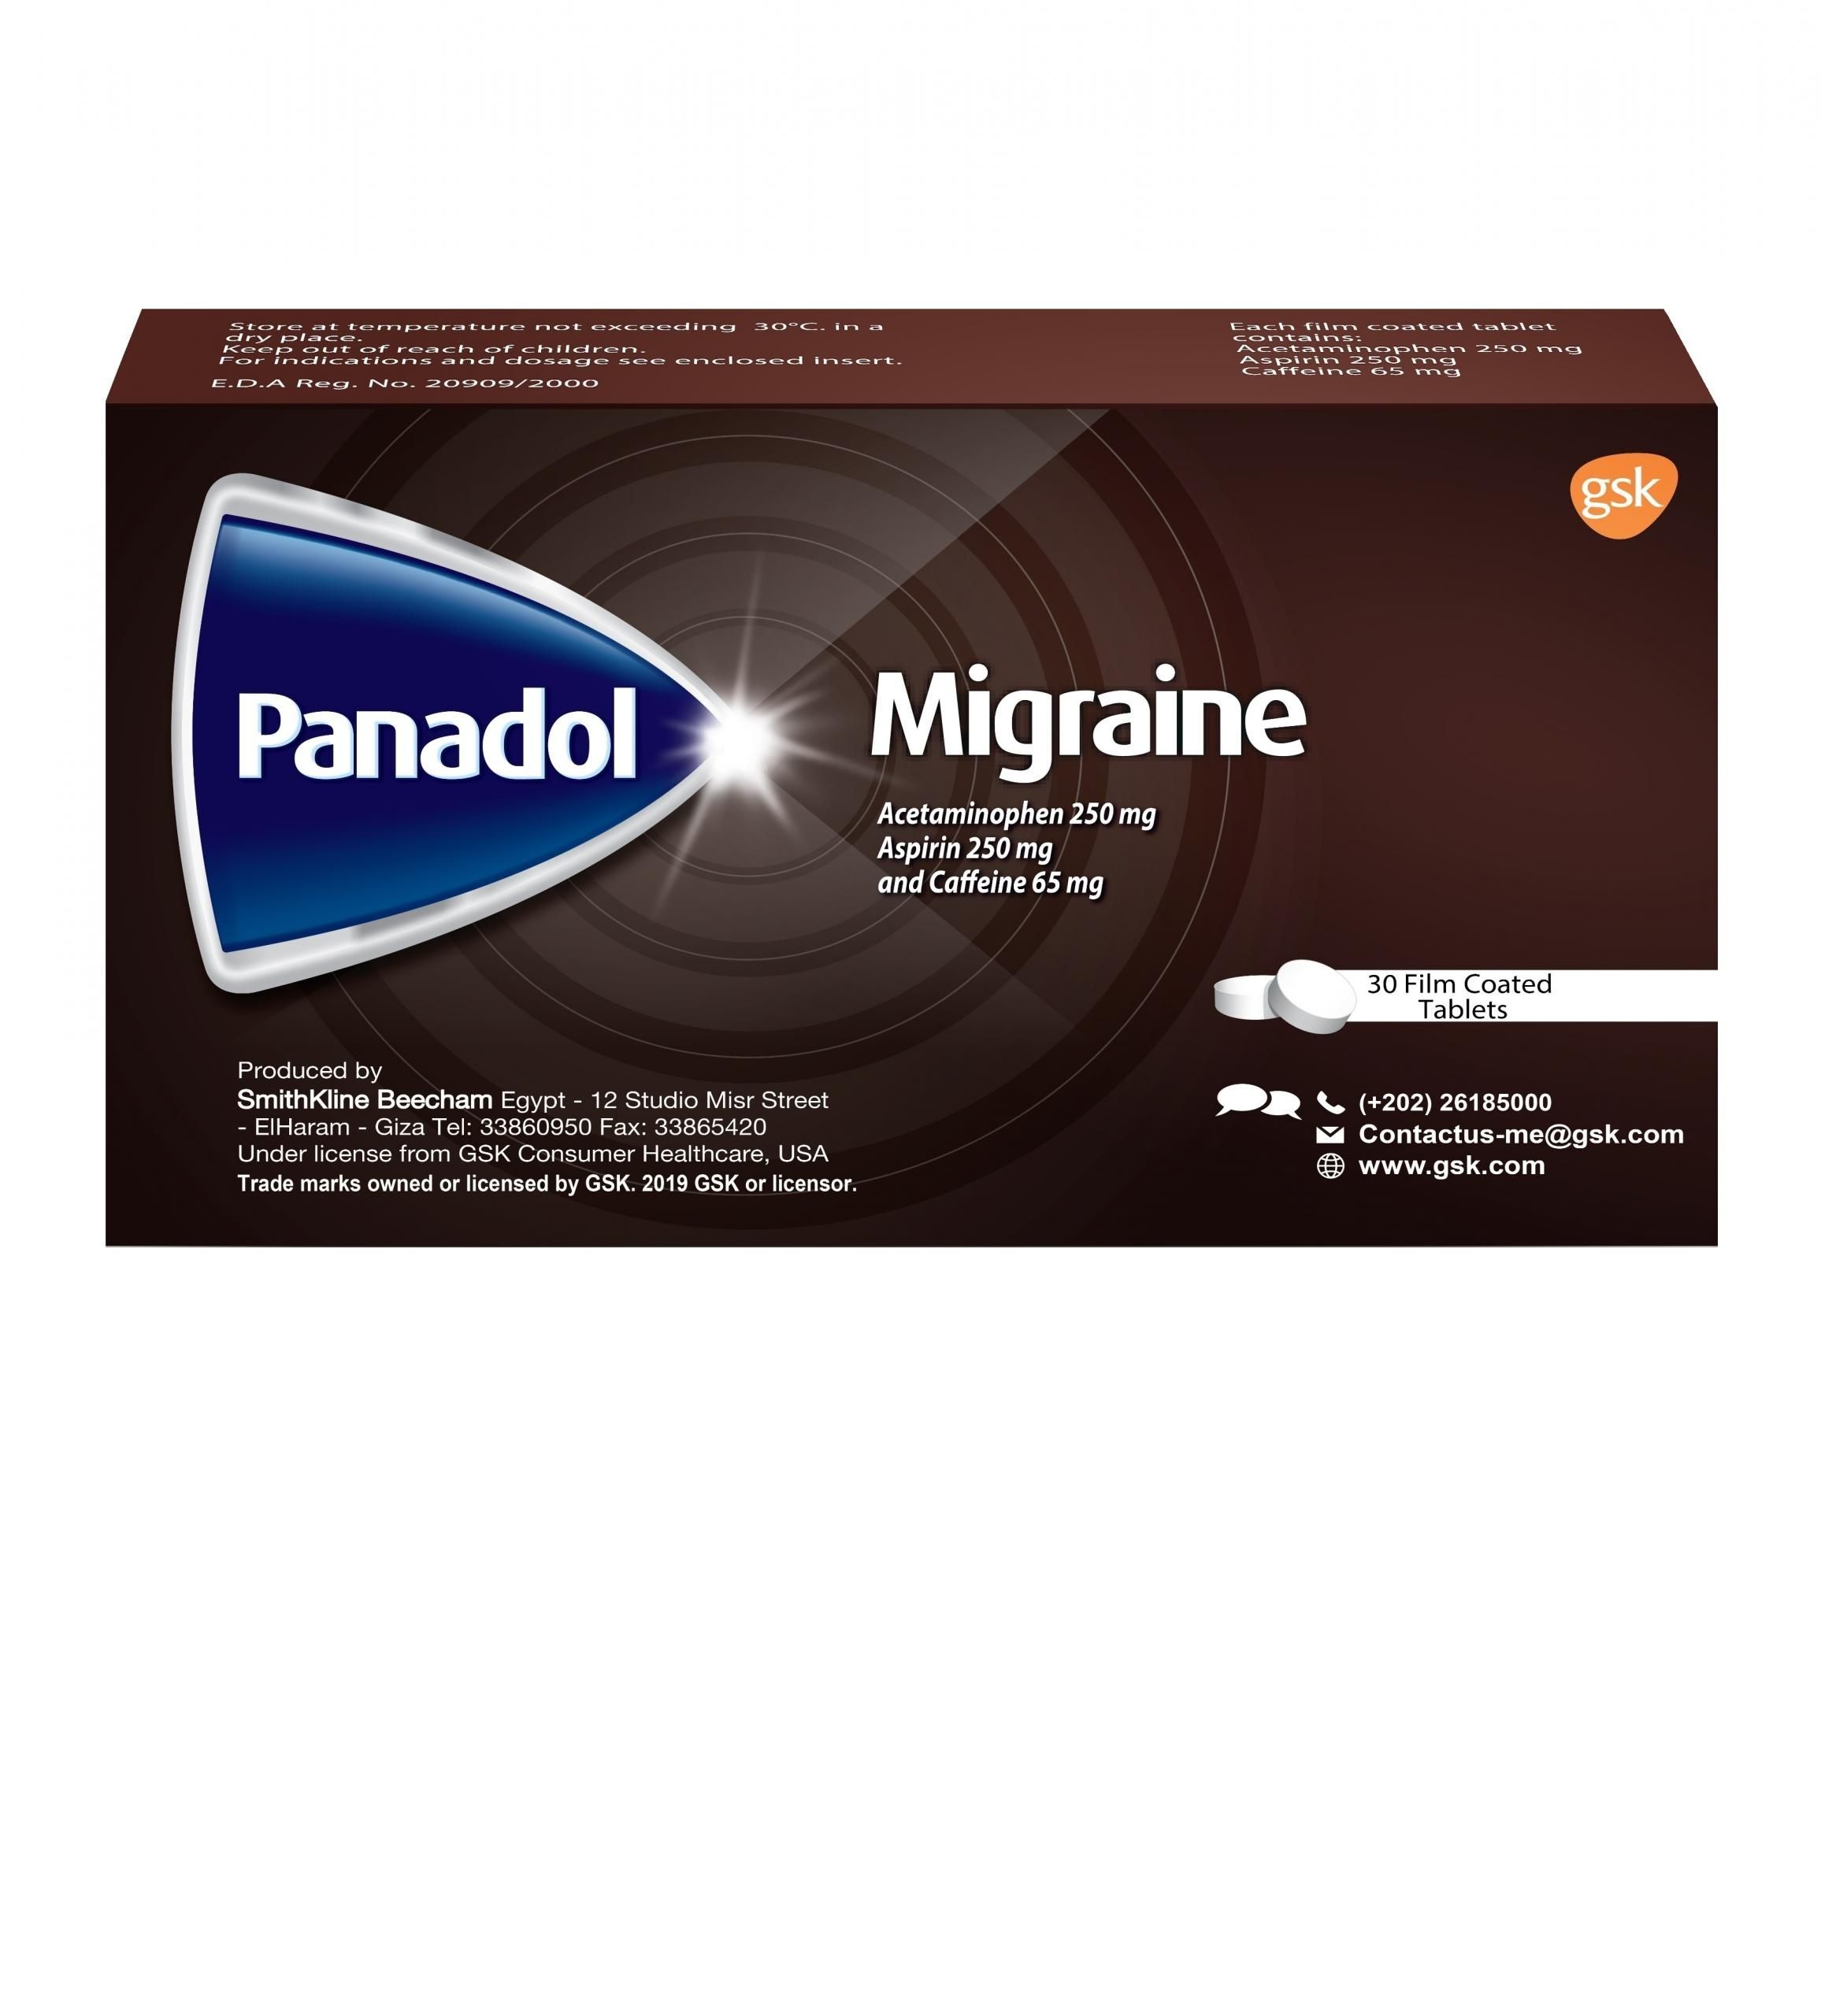 Store at temperature not exceeding 30°C. in a
dry place.
Keep out of reach of children.
For indications and dosage see enclosed insert.
E.D.A Reg. No. 20909/2000
Each film coated tablet
contains:
Acetaminophen 250 mg
Aspirin 250 mg
Caffeine 65 mg
gsk
Panadol
Migraine
Acetaminophen 250 mg
Aspirin 250 mg
and Caffeine 65 mg
30 Film Coated
Tablets
Produced by
SmithKline Beecham Egypt - 12 Studio Misr Street
- ElHaram - Giza Tel: 33860950 Fax: 33865420
Under license from GSK Consumer Healthcare, USA
Trade marks owned or licensed by GSK. 2019 GSK or licensor.
(+202) 26185000
Contactus-me@gsk.com
www.gsk.com